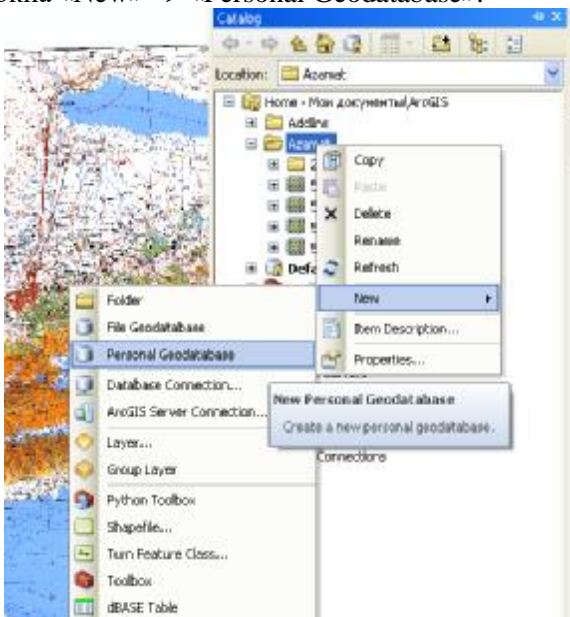 окна «New» → «Personal Geodatabase».
Catalog
Location: Azamat
Home - Мои документы\ArcGIS
AddIns
Azamat
Copy
Paste
Delete
Rename
Refresh
New
Item Description...
Properties...
Folder
File Geodatabase
Personal Geodatabase
Database Connection...
ArcGIS Server Connection...
Layer...
Group Layer
Python Toolbox
Shapefile...
Turn Feature Class...
Toolbox
dBASE Table
New Personal Geodatabase
Create a new personal geodatabase.
Connections